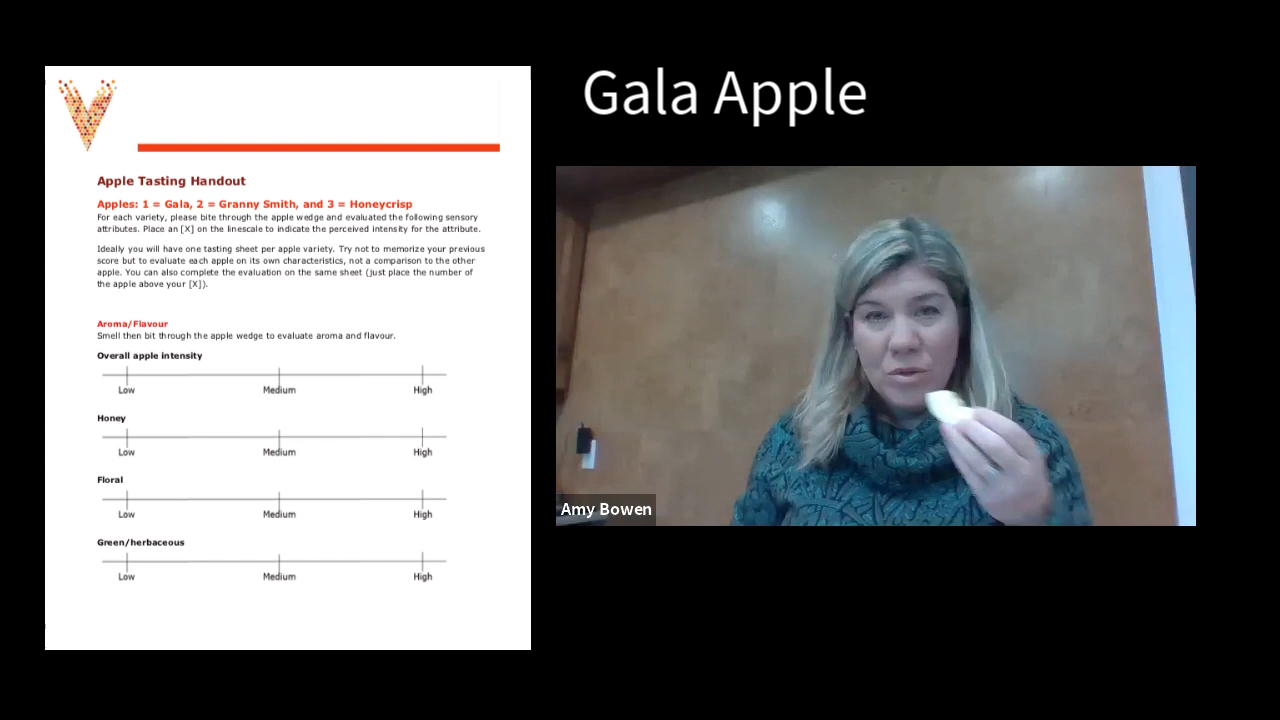 Gala Apple
Apple Tasting Handout
Apples: 1 = Gala, 2 = Granny Smith, and 3 = Honeycrisp
For each variety, please bite through the apple wedge and evaluated the following sensory
attributes. Place an [X] on the linescale to indicate the perceived intensity for the attribute.
Ideally you will have one tasting sheet per apple variety. Try not to memorize your previous
score but to evaluate each apple on its own characteristics, not a comparison to the other
apple. You can also complete the evaluation on the same sheet (just place the number of
the apple above your [X]).
Aroma/Flavour
Smell then bit through the apple wedge to evaluate aroma and flavour.
Overall apple intensity
Low Medium High
Honey
Low Medium High
Floral
Low Medium High
Green/herbaceous
Low Medium High
Amy Bowen